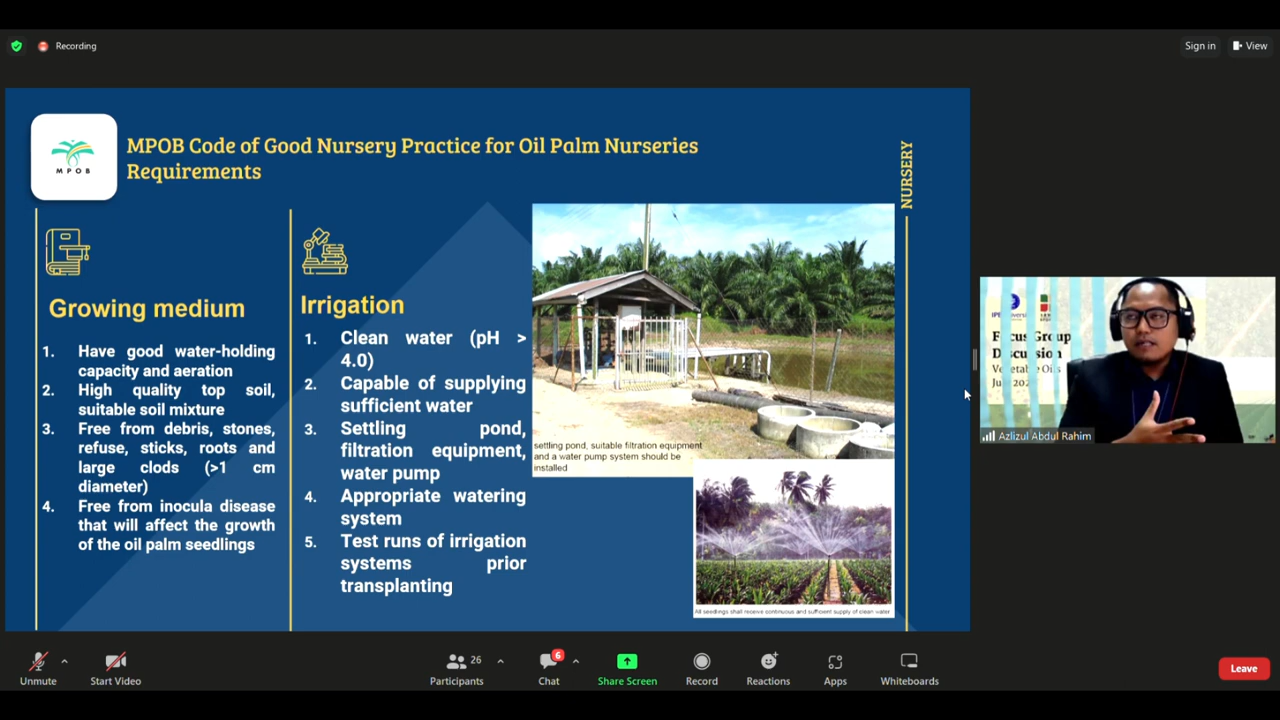 Recording
Sign in
View
MPOB
MPOB Code of Good Nursery Practice for Oil Palm Nurseries
Requirements
NURSERY
Growing medium
1. Have good water-holding
capacity and aeration
2. High quality top soil,
suitable soil mixture
3. Free from debris, stones,
refuse, sticks, roots and
large clods (>1 cm
diameter)
4. Free from inocula disease
that will affect the growth
of the oil palm seedlings
Irrigation
1. Clean water (pH >
4.0)
2. Capable of supplying
sufficient water
3. Settling pond,
filtration equipment,
water pump
4. Appropriate watering
system
5. Test runs of irrigation
systems prior
transplanting
settling pond, suitable filtration equipment
and a water pump system should be
installed
All seedlings shall receive continuous and sufficient supply of clean water
Focus Group
Discussion
Vegetable Oils
Azlizul Abdul Rahim
Unmute
Start Video
26
Participants
6
Chat
Share Screen
Record
Reactions
Apps
Whiteboards
Leave